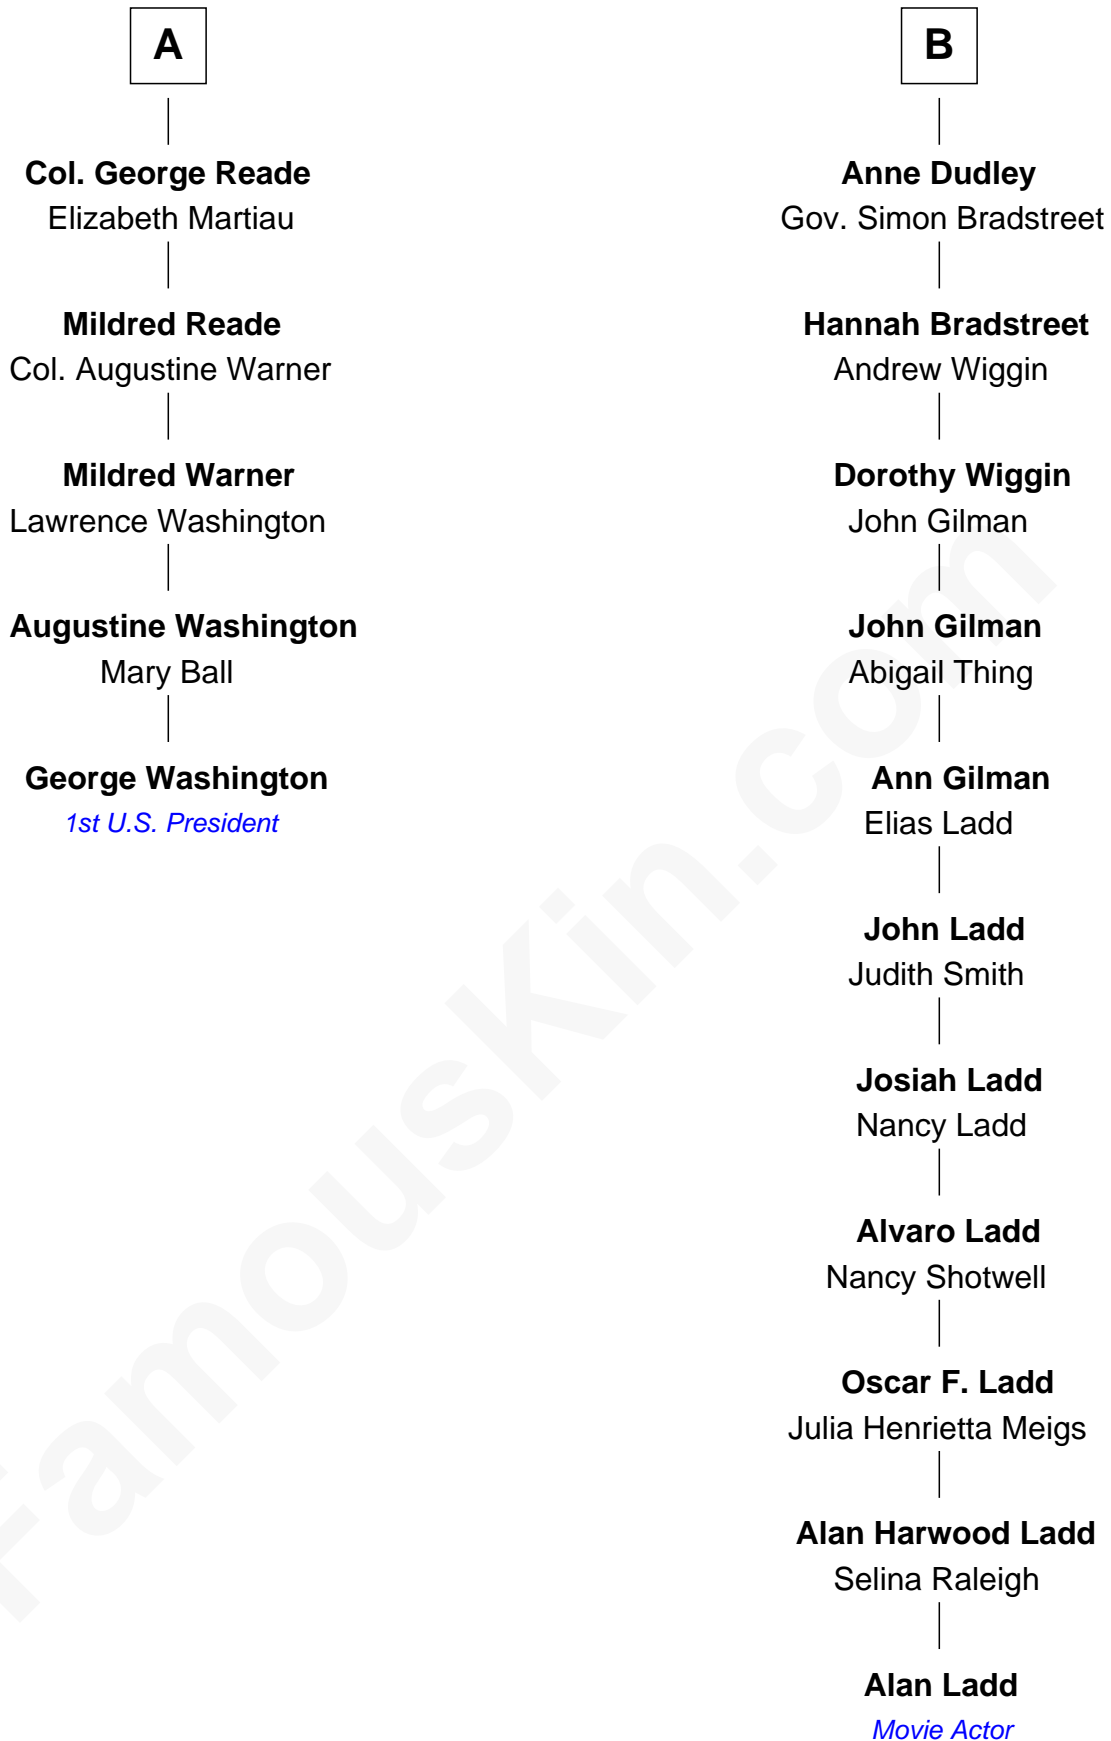 A
Col. George Reade
Elizabeth Martiau
Mildred Reade
Col. Augustine Warner
Mildred Warner
Lawrence Washington
Augustine Washington
Mary Ball
George Washington
1st U.S. President
B
Anne Dudley
Gov. Simon Bradstreet
Hannah Bradstreet
Andrew Wiggin
Dorothy Wiggin
John Gilman
John Gilman
Abigail Thing
Ann Gilman
Elias Ladd
John Ladd
Judith Smith
Josiah Ladd
Nancy Ladd
Alvaro Ladd
Nancy Shotwell
Oscar F. Ladd
Julia Henrietta Meigs
Alan Harwood Ladd
Selina Raleigh
Alan Ladd
Movie Actor
FamousKin.com